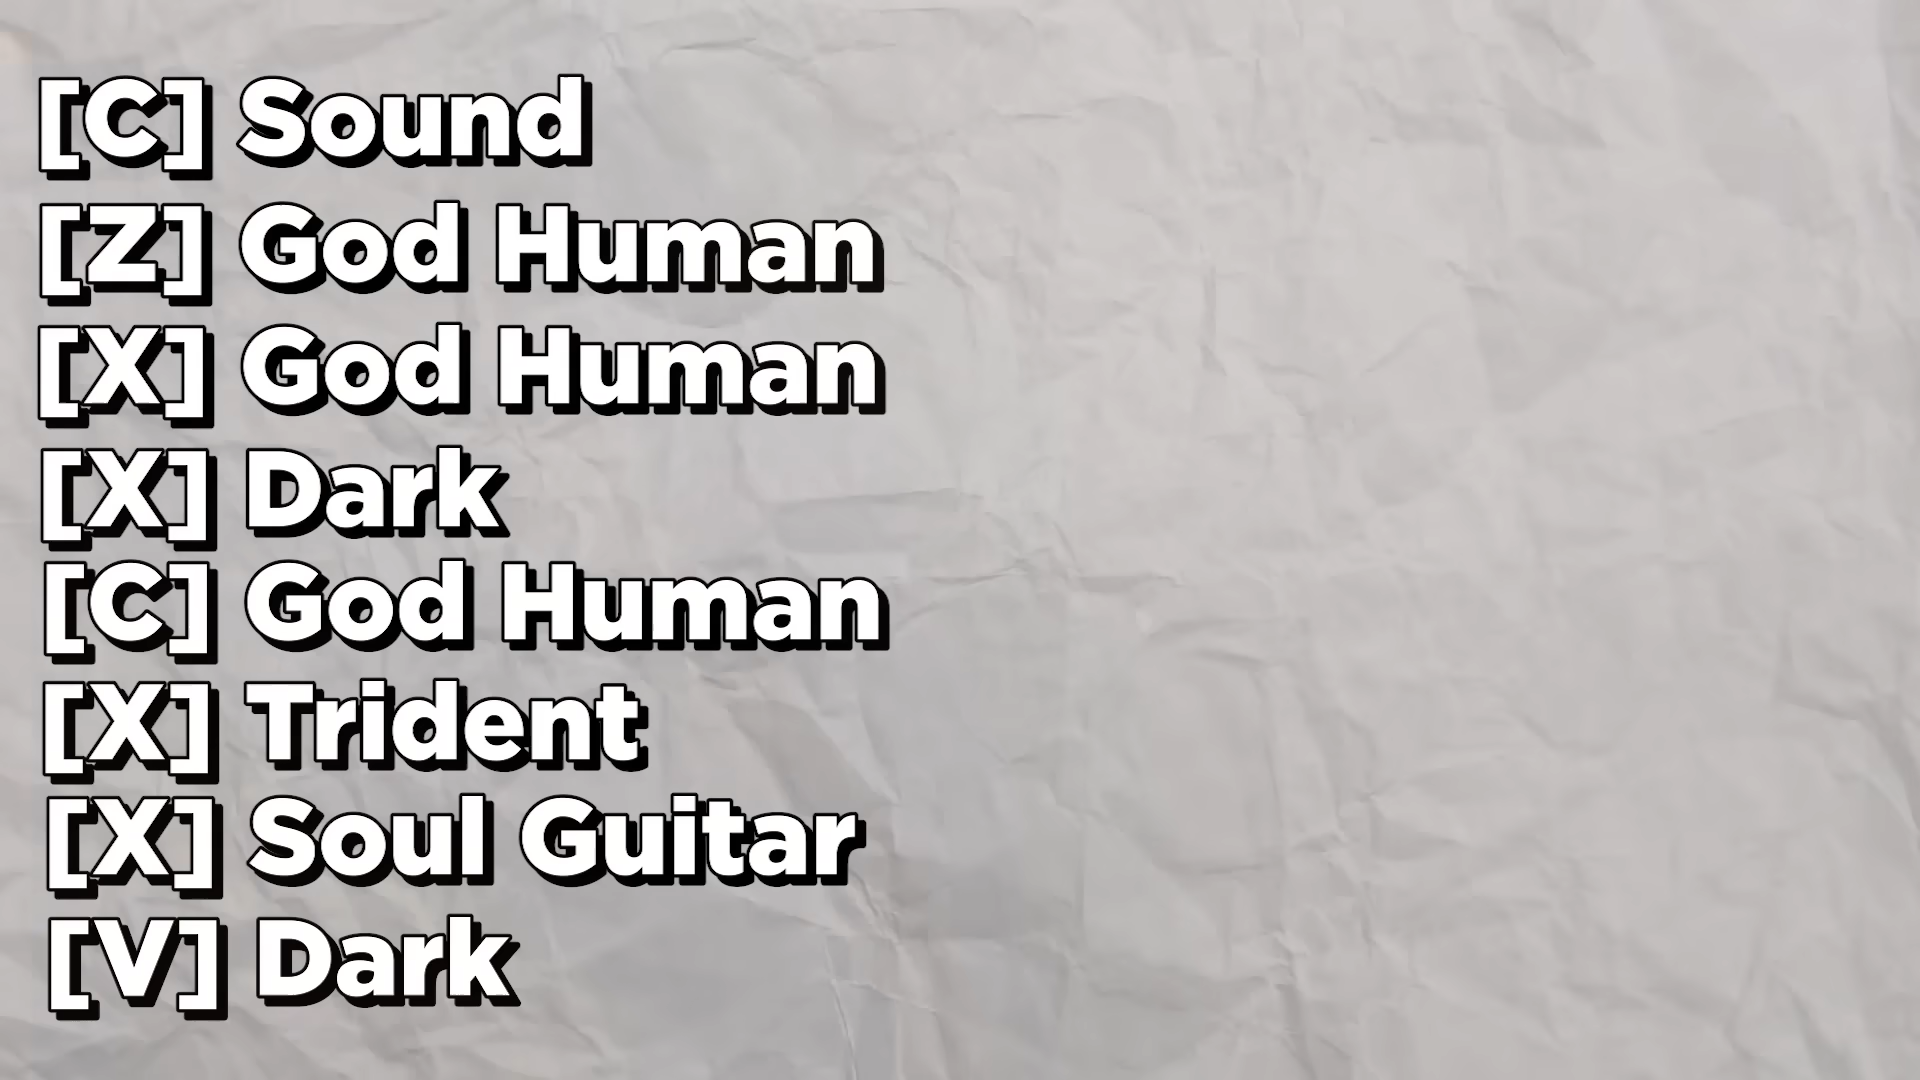 [C] Sound
[Z] God Human
[X] God Human
[X] Dark
[C] God Human
[X] Trident
[X] Soul Guitar
[V] Dark